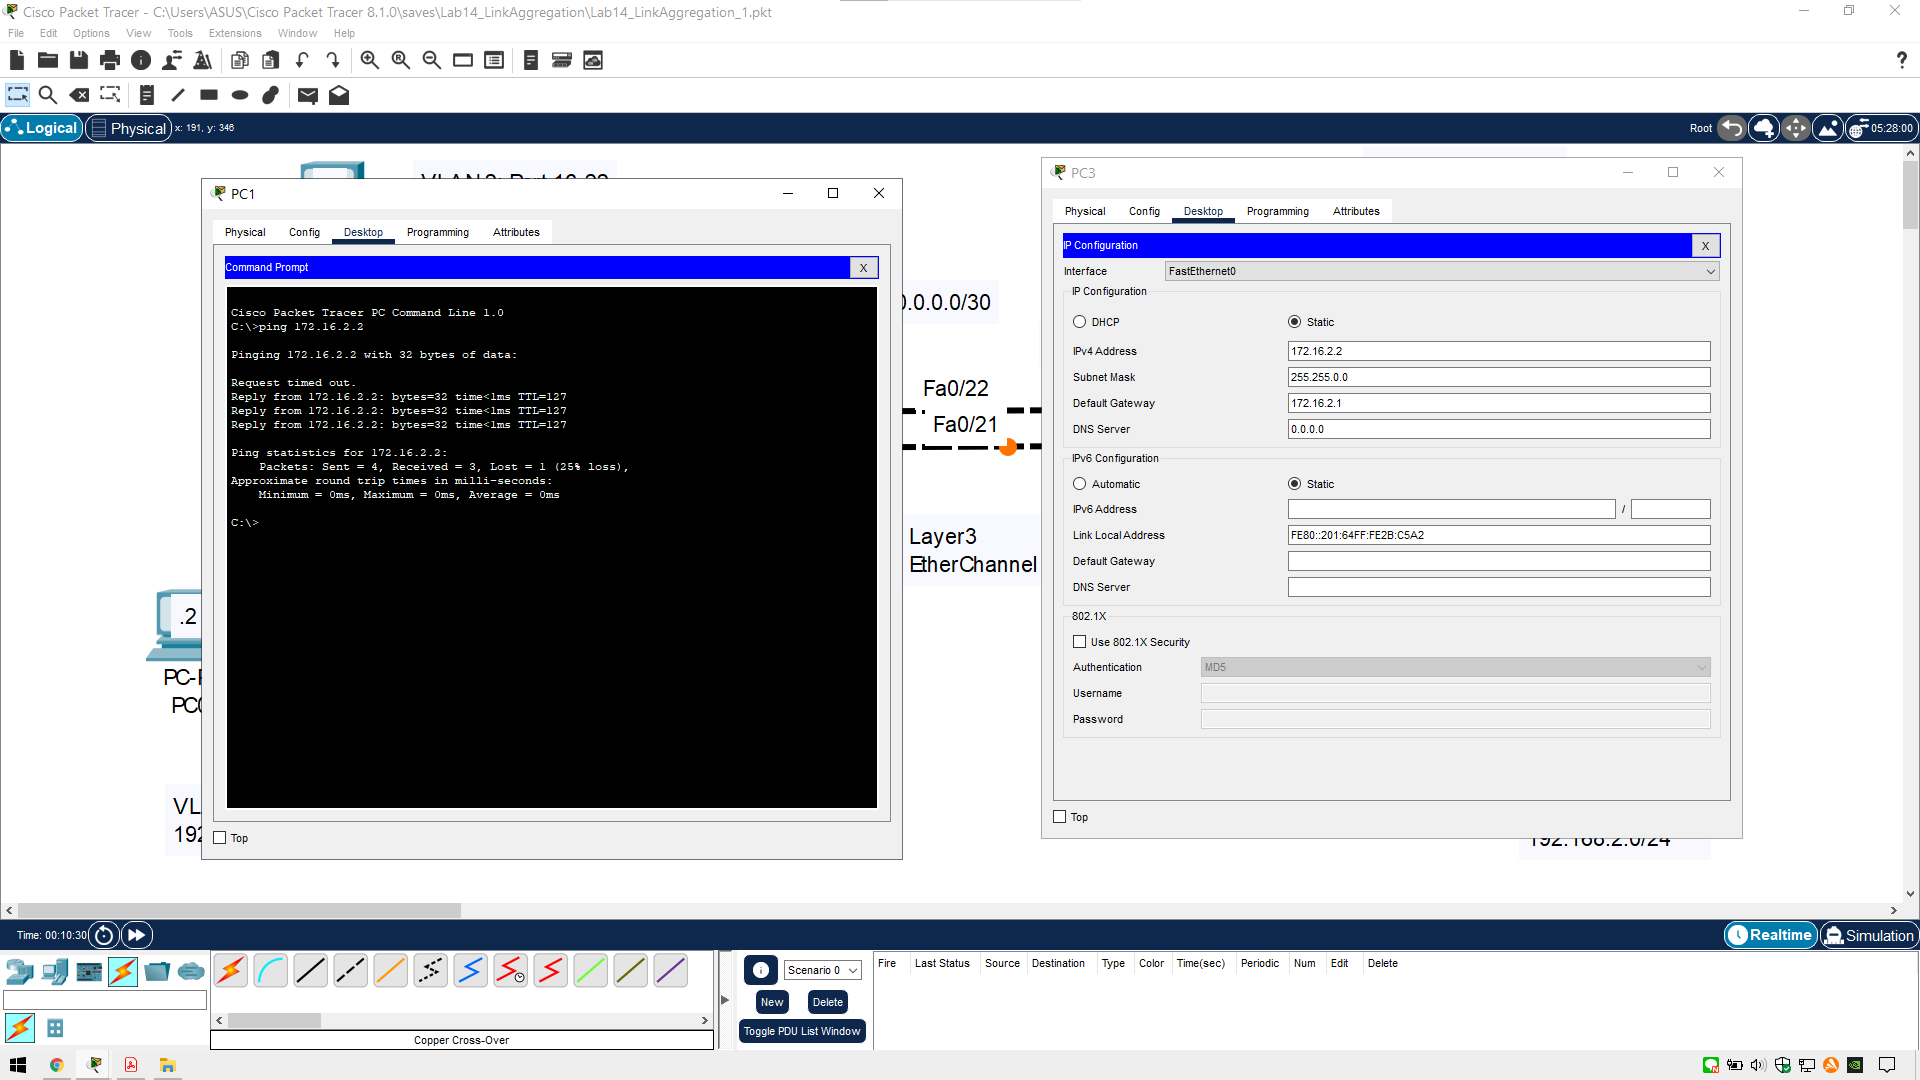 Cisco Packet Tracer - C:\Users\ASUS\Cisco Packet Tracer 8.1.0\saves\Lab14_LinkAggregation\Lab14_LinkAggregation_1.pkt
File Edit Options View Tools Extensions Window Help
Logical Physical x: 191, y: 346
Root 05:28:00
PC1
Physical Config Desktop Programming Attributes
Command Prompt X
Cisco Packet Tracer PC Command Line 1.0
C:\>ping 172.16.2.2
Pinging 172.16.2.2 with 32 bytes of data:
Request timed out.
Reply from 172.16.2.2: bytes=32 time<1ms TTL=127
Reply from 172.16.2.2: bytes=32 time<1ms TTL=127
Reply from 172.16.2.2: bytes=32 time<1ms TTL=127
Ping statistics for 172.16.2.2:
Packets: Sent = 4, Received = 3, Lost = 1 (25% loss),
Approximate round trip times in milli-seconds:
Minimum = 0ms, Maximum = 0ms, Average = 0ms
C:\>
Top
.2
PC-
PC
VL
192
0.0.0.0/30
Fa0/22
Fa0/21
Layer3
EtherChannel
PC3
Physical Config Desktop Programming Attributes
IP Configuration X
Interface FastEthernet0
IP Configuration
DHCP Static
IPv4 Address 172.16.2.2
Subnet Mask 255.255.0.0
Default Gateway 172.16.2.1
DNS Server 0.0.0.0
IPv6 Configuration
Automatic Static
IPv6 Address /
Link Local Address FE80::201:64FF:FE2B:C5A2
Default Gateway
DNS Server
802.1X
Use 802.1X Security
Authentication MD5
Username
Password
Top
192.168.2.0/24
Time: 00:10:30
Realtime Simulation
Scenario 0
New Delete
Toggle PDU List Window
Fire Last Status Source Destination Type Color Time(sec) Periodic Num Edit Delete
Copper Cross-Over